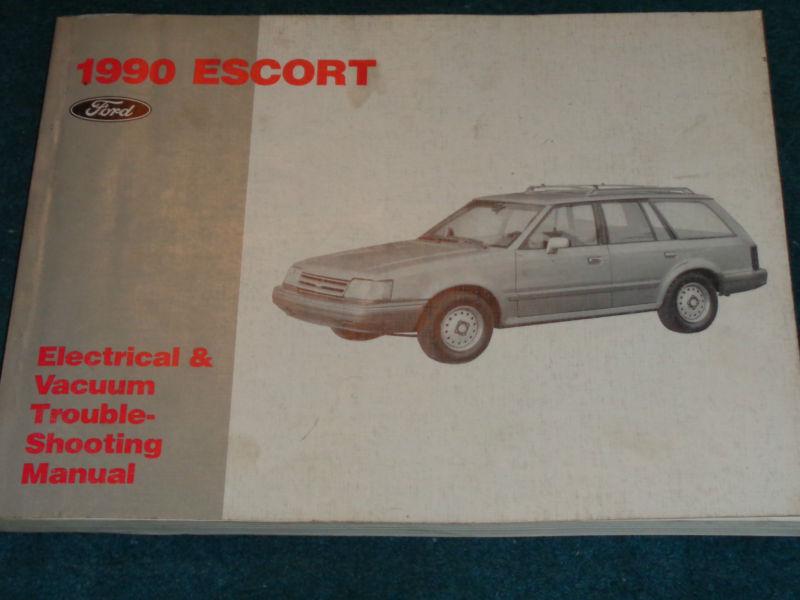 1990 ESCORT
Ford
Electrical &
Vacuum
Trouble-
Shooting
Manual